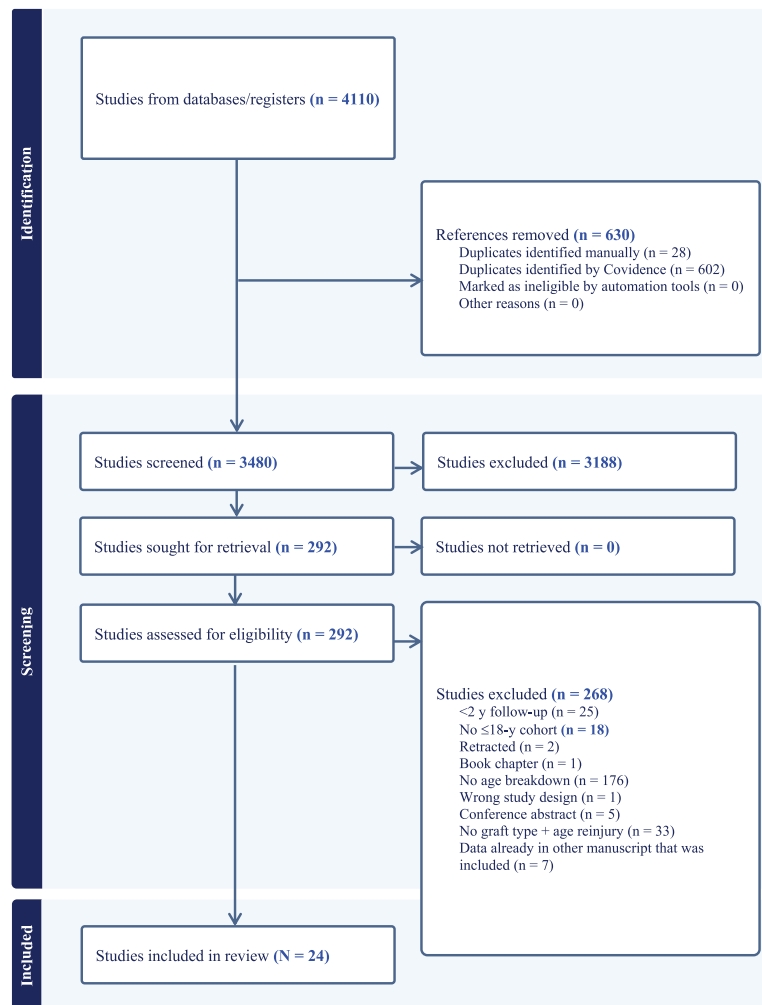 Identification
Studies from databases/registers (n = 4110)
References removed (n = 630)
Duplicates identified manually (n = 28)
Duplicates identified by Covidence (n = 602)
Marked as ineligible by automation tools (n = 0)
Other reasons (n = 0)
Screening
Studies screened (n = 3480)
Studies excluded (n = 3188)
Studies sought for retrieval (n = 292)
Studies not retrieved (n = 0)
Studies assessed for eligibility (n = 292)
Studies excluded (n = 268)
<2 y follow-up (n = 25)
No ≤18-y cohort (n = 18)
Retracted (n = 2)
Book chapter (n = 1)
No age breakdown (n = 176)
Wrong study design (n = 1)
Conference abstract (n = 5)
No graft type + age reinjury (n = 33)
Data already in other manuscript that was
included (n = 7)
Included
Studies included in review (N = 24)